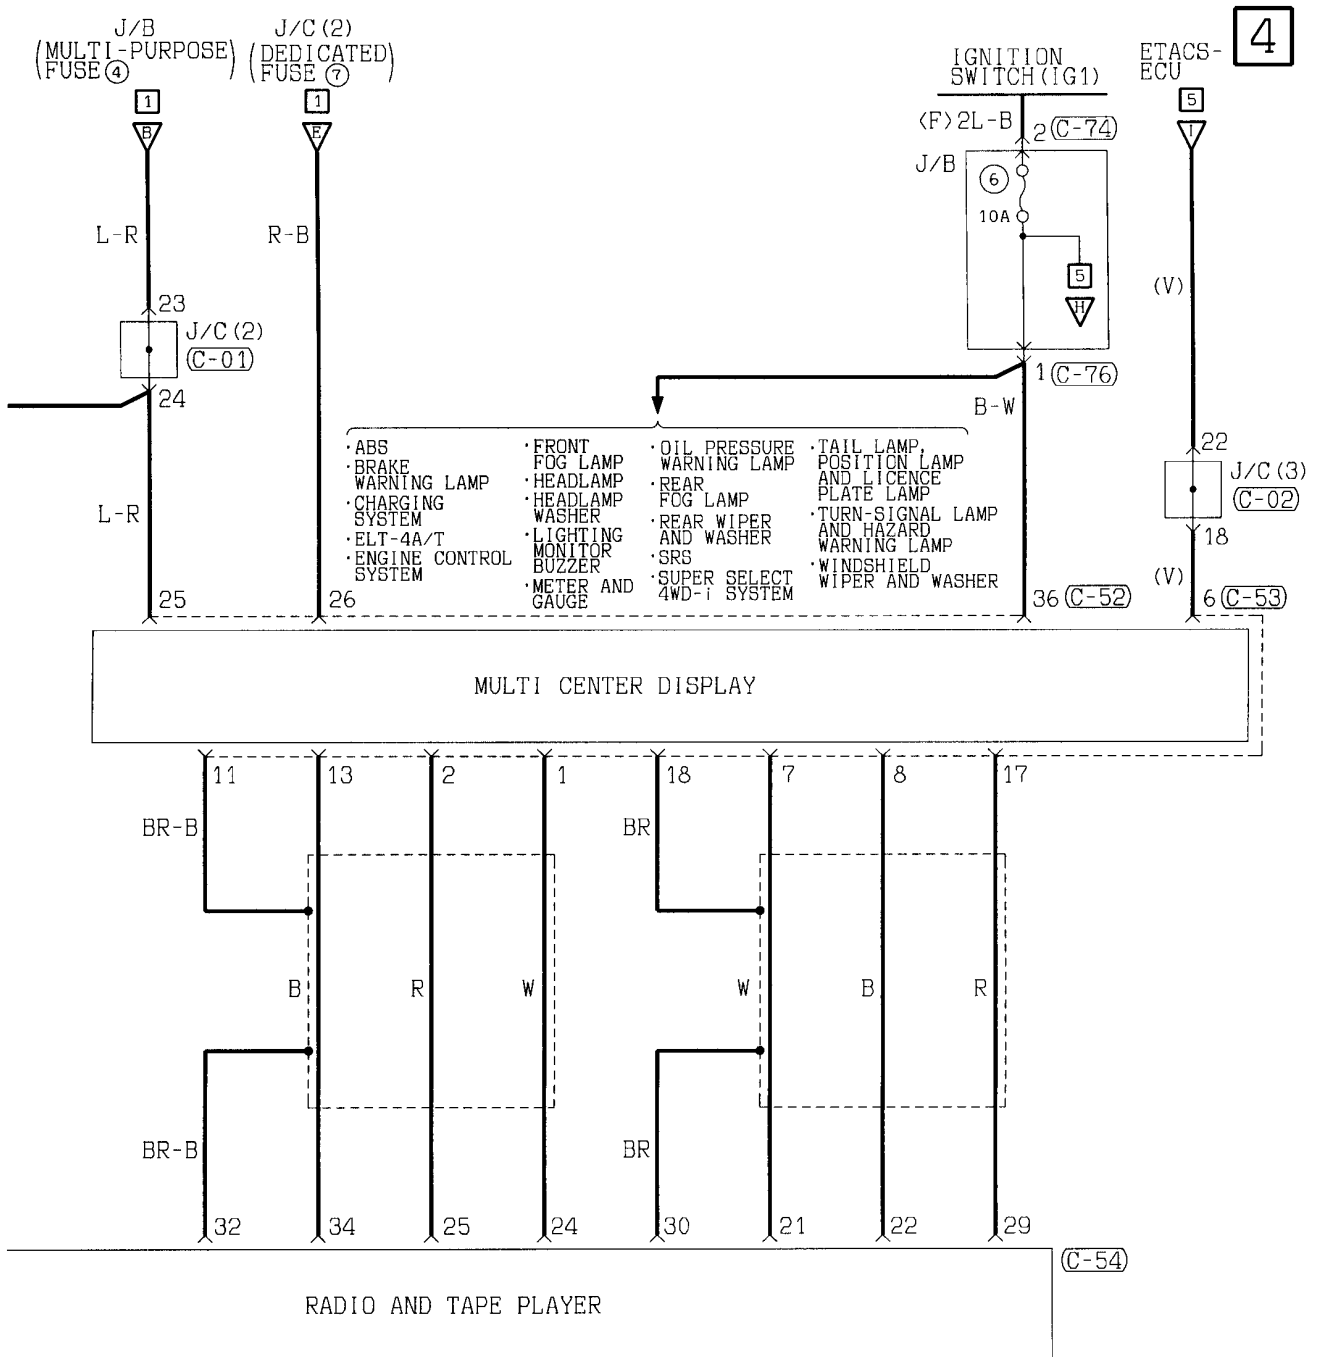 4
J/B
(MULTI-PURPOSE)
FUSE④
J/C(2)
(DEDICATED)
FUSE ⑦
IGNITION
SWITCH(IG1)
ETACS-
ECU
1
B
1
E
5
I
<F>2L-B
2 (C-74)
J/B
6
10A
5
H
L-R
R-B
(V)
23
J/C(2)
(C-01)
24
1 (C-76)
B-W
22
J/C(3)
(C-02)
18
(V)
L-R
·ABS
·BRAKE
WARNING LAMP
·CHARGING
SYSTEM
·ELT-4A/T
·ENGINE CONTROL
SYSTEM
·FRONT
FOG LAMP
·HEADLAMP
·HEADLAMP
WASHER
·LIGHTING
MONITOR
BUZZER
·METER AND
GAUGE
·OIL PRESSURE
WARNING LAMP
·REAR
FOG LAMP
·REAR WIPER
AND WASHER
·SRS
·SUPER SELECT
4WD-i SYSTEM
·TAIL LAMP,
POSITION LAMP
AND LICENCE
PLATE LAMP
·TURN-SIGNAL LAMP
AND HAZARD
WARNING LAMP
·WINDSHIELD
WIPER AND WASHER
25
26
36 (C-52)
6 (C-53)
MULTI CENTER DISPLAY
11
13
2
1
18
7
8
17
BR-B
BR
B
R
W
W
B
R
BR-B
BR
32
34
25
24
30
21
22
29
(C-54)
RADIO AND TAPE PLAYER